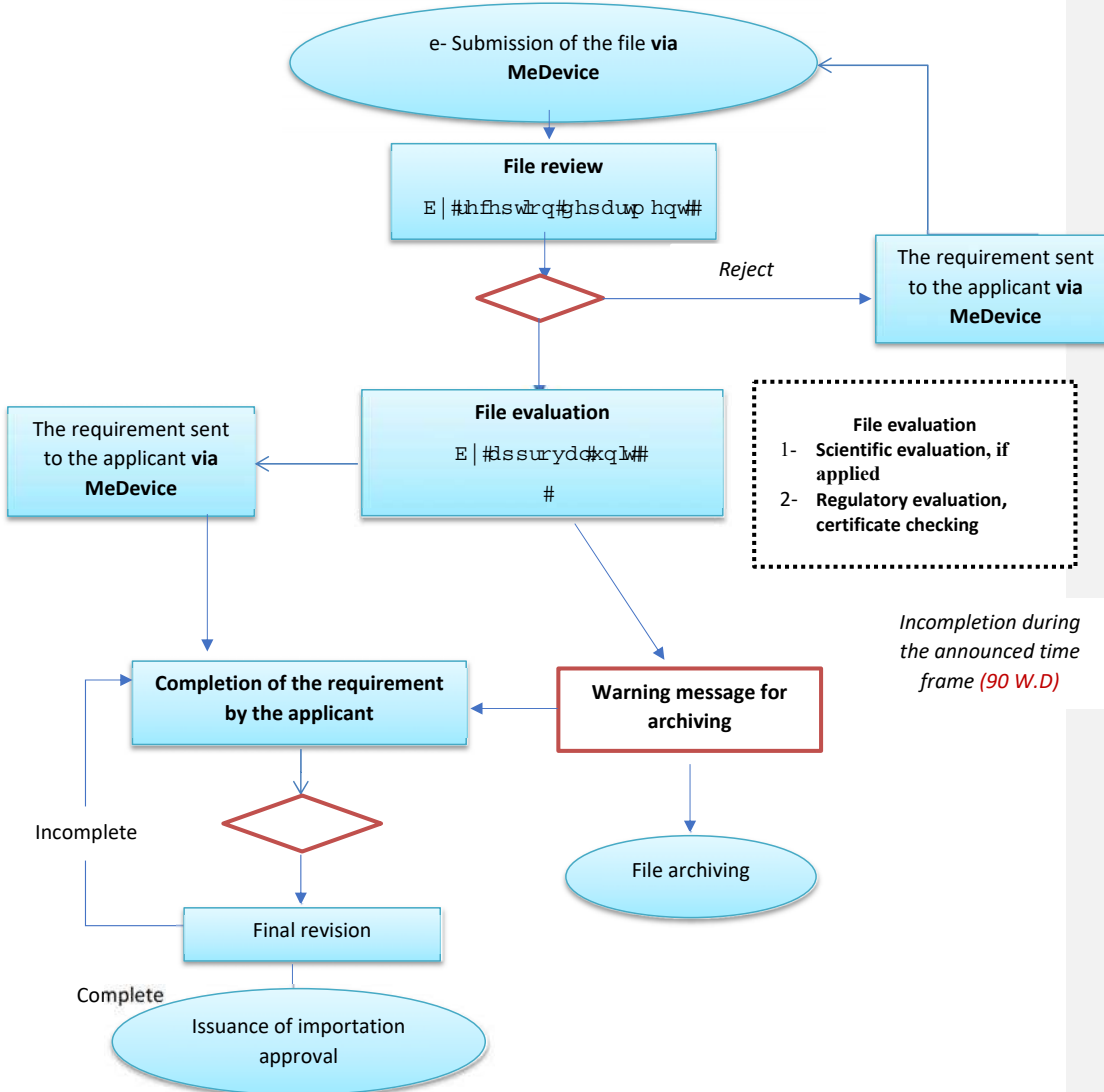 e- Submission of the file via
MeDevice
File review
E|#uhfhswlrq#ghsduwp hqw##
Reject
The requirement sent
to the applicant via
MeDevice
File evaluation
E|#dssurydo#xqlw##
#
The requirement sent
to the applicant via
MeDevice
File evaluation
1- Scientific evaluation, if
applied
2- Regulatory evaluation,
certificate checking
Incompletion during
the announced time
frame (90 W.D)
Completion of the requirement
by the applicant
Warning message for
archiving
Incomplete
File archiving
Final revision
Complete
Issuance of importation
approval